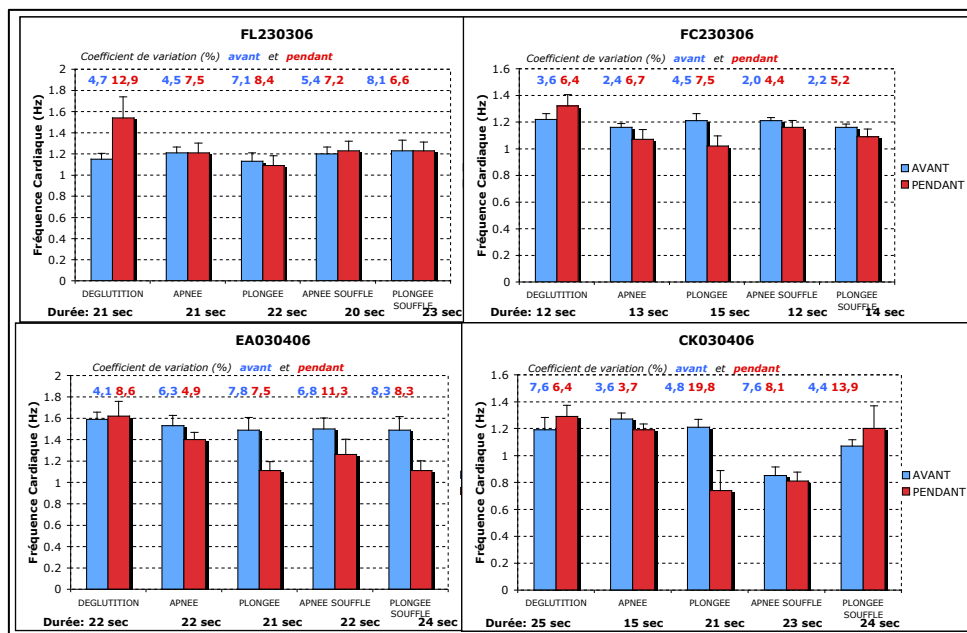 FL230306
Coefficient de variation (%) avant et pendant
4,7 12,9 4,5 7,5 7,1 8,4 5,4 7,2 8,1 6,6
Fréquence Cardiaque (Hz)
2
1.8
1.6
1.4
1.2
1
0.8
0.6
0.4
0.2
0
DEGLUTITION APNEE PLONGEE APNEE SOUFFLE PLONGEE
SOUFFLE
Durée: 21 sec 21 sec 22 sec 20 sec 23 sec
FC230306
Coefficient de variation (%) avant et pendant
3,6 6,4 2,4 6,7 4,5 7,5 2,0 4,4 2,2 5,2
Fréquence Cardiaque (Hz)
1.6
1.4
1.2
1
0.8
0.6
0.4
0.2
0
AVANT
PENDANT
DEGLUTITION APNEE PLONGEE APNEE SOUFFLE PLONGEE
SOUFFLE
Durée: 12 sec 13 sec 15 sec 12 sec 14 sec
EA030406
Coefficient de variation (%) avant et pendant
4,1 8,6 6,3 4,9 7,8 7,5 6,8 11,3 8,3 8,3
Fréquence Cardiaque (Hz)
2
1.8
1.6
1.4
1.2
1
0.8
0.6
0.4
0.2
0
DEGLUTITION APNEE PLONGEE APNEE SOUFFLE PLONGEE
SOUFFLE
Durée: 22 sec 22 sec 21 sec 22 sec 24 sec
CK030406
Coefficient de variation (%) avant et pendant
7,6 6,4 3,6 3,7 4,8 19,8 7,6 8,1 4,4 13,9
Fréquence Cardiaque (Hz)
1.6
1.4
1.2
1
0.8
0.6
0.4
0.2
0
AVANT
PENDANT
DEGLUTITION APNEE PLONGEE APNEE SOUFFLE PLONGEE
SOUFFLE
Durée: 25 sec 15 sec 21 sec 23 sec 24 sec